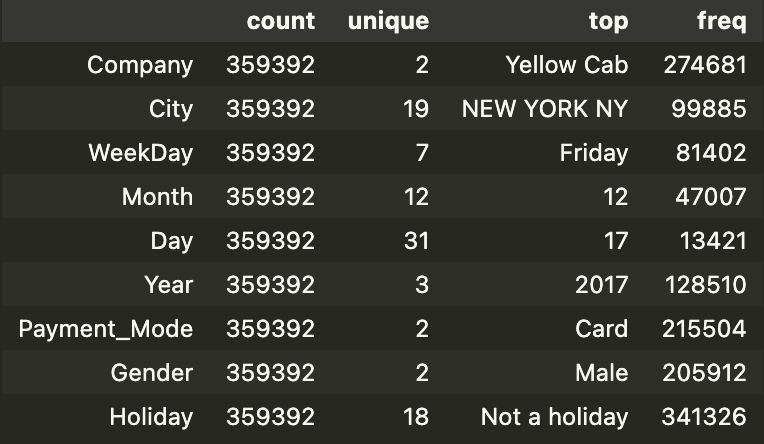 count unique top freq
Company 359392 2 Yellow Cab 274681
City 359392 19 NEW YORK NY 99885
WeekDay 359392 7 Friday 81402
Month 359392 12 12 47007
Day 359392 31 17 13421
Year 359392 3 2017 128510
Payment_Mode 359392 2 Card 215504
Gender 359392 2 Male 205912
Holiday 359392 18 Not a holiday 341326